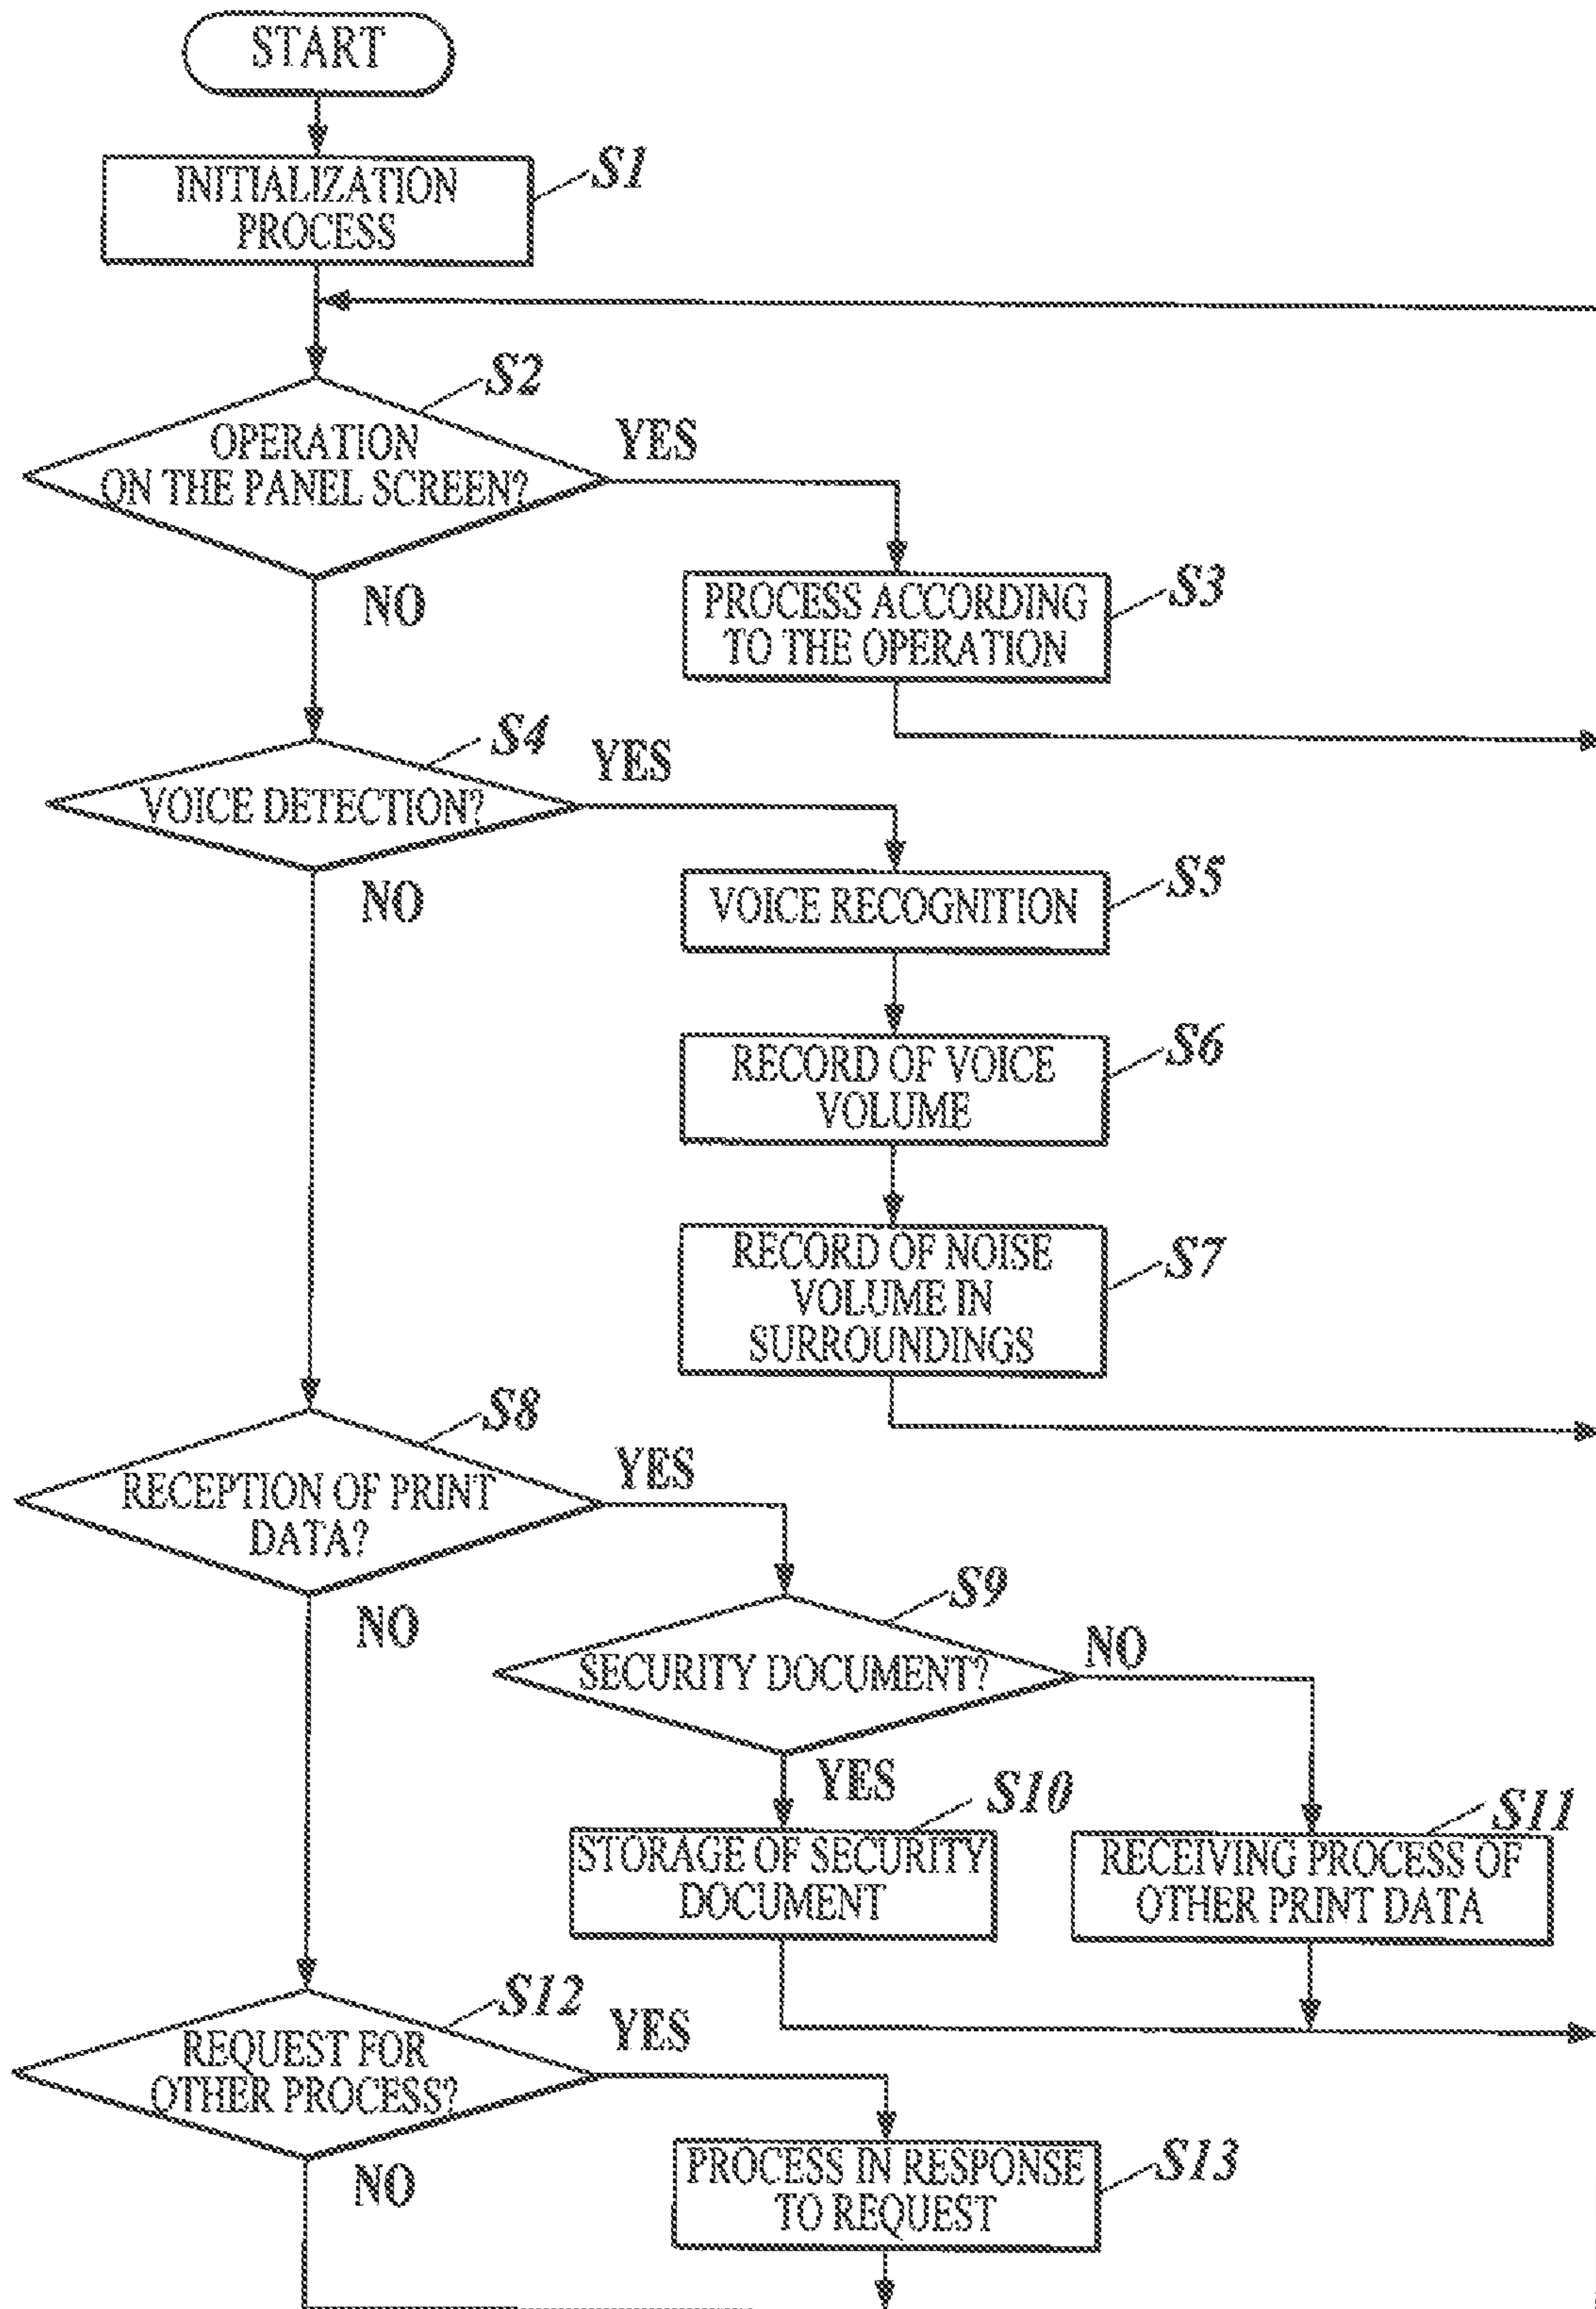 START
INITIALIZATION
PROCESS
S1
S2
OPERATION
ON THE PANEL SCREEN?
YES
NO
PROCESS ACCORDING
TO THE OPERATION
S3
S4
VOICE DETECTION?
YES
NO
VOICE RECOGNITION
S5
RECORD OF VOICE
VOLUME
S6
RECORD OF NOISE
VOLUME IN
SURROUNDINGS
S7
S8
RECEPTION OF PRINT
DATA?
YES
NO
S9
SECURITY DOCUMENT?
NO
YES
S10
STORAGE OF SECURITY
DOCUMENT
S11
RECEIVING PROCESS OF
OTHER PRINT DATA
S12
REQUEST FOR
OTHER PROCESS?
YES
NO
PROCESS IN RESPONSE
TO REQUEST
S13